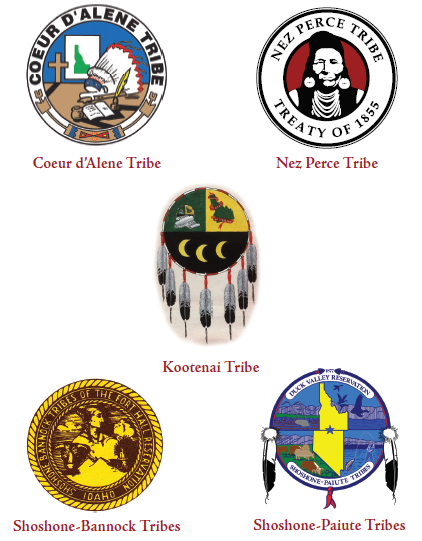 COEUR D'ALENE TRIBE
NEZ PERCE TRIBE
TREATY OF 1855
Coeur d'Alene Tribe
Nez Perce Tribe
Kootenai Tribe
SHOSHONE-BANNOCK TRIBES OF THE FORT HALL RESERVATION
IDAHO
DUCK VALLEY RESERVATION
SHOSHONE-PAIUTE TRIBES
Shoshone-Bannock Tribes
Shoshone-Paiute Tribes